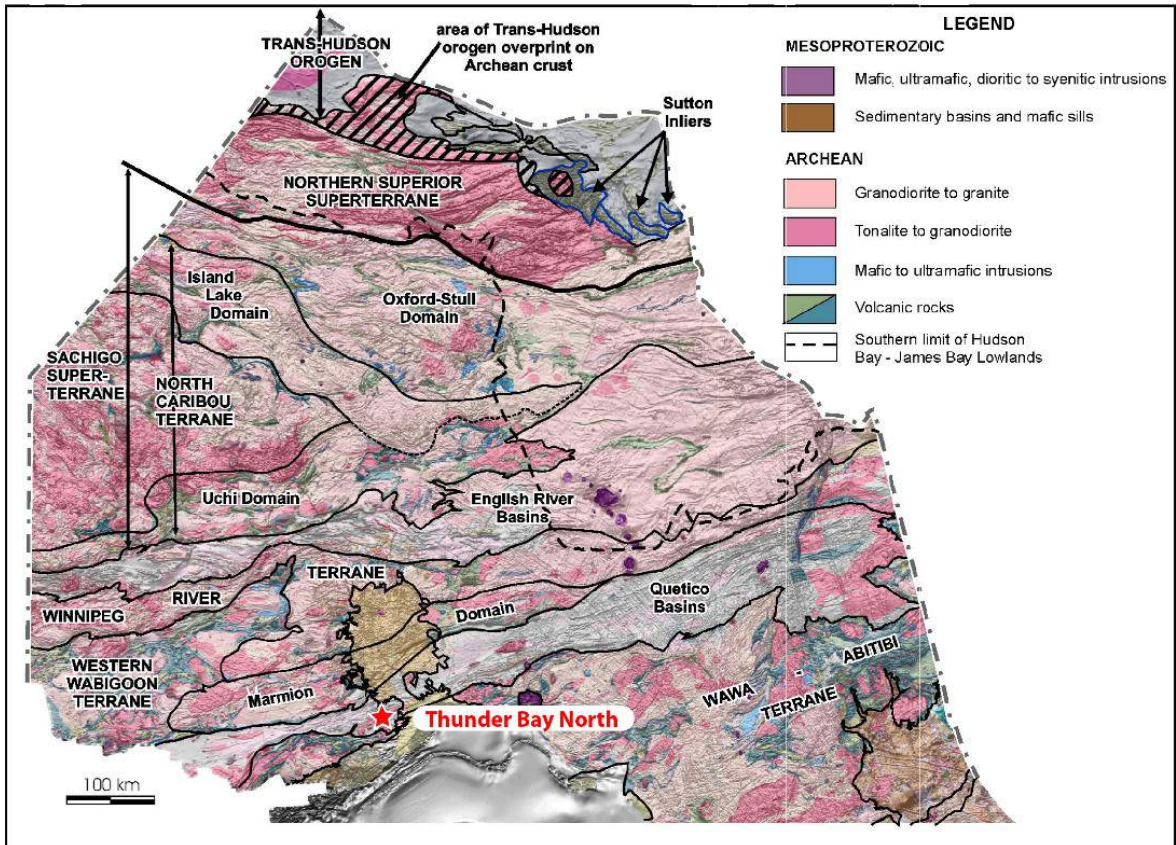 TRANS-HUDSON
OROGEN
area of Trans-Hudson
orogen overprint on
Archean crust
Sutton
Inliers
NORTHERN SUPERIOR
SUPERTERRANE
Island
Lake
Domain
Oxford-Stull
Domain
SACHIGO
SUPER-
TERRANE
NORTH
CARIBOU
TERRANE
Uchi Domain
English River
Basins
WINNIPEG
RIVER
TERRANE
Domain
Quetico
Basins
WESTERN
WABIGOON
TERRANE
Marmion
WAWA
-
ABITIBI
TERRANE
Thunder Bay North
100 km
LEGEND
MESOPROTEROZOIC
Mafic, ultramafic, dioritic to syenitic intrusions
Sedimentary basins and mafic sills
ARCHEAN
Granodiorite to granite
Tonalite to granodiorite
Mafic to ultramafic intrusions
Volcanic rocks
Southern limit of Hudson
Bay - James Bay Lowlands